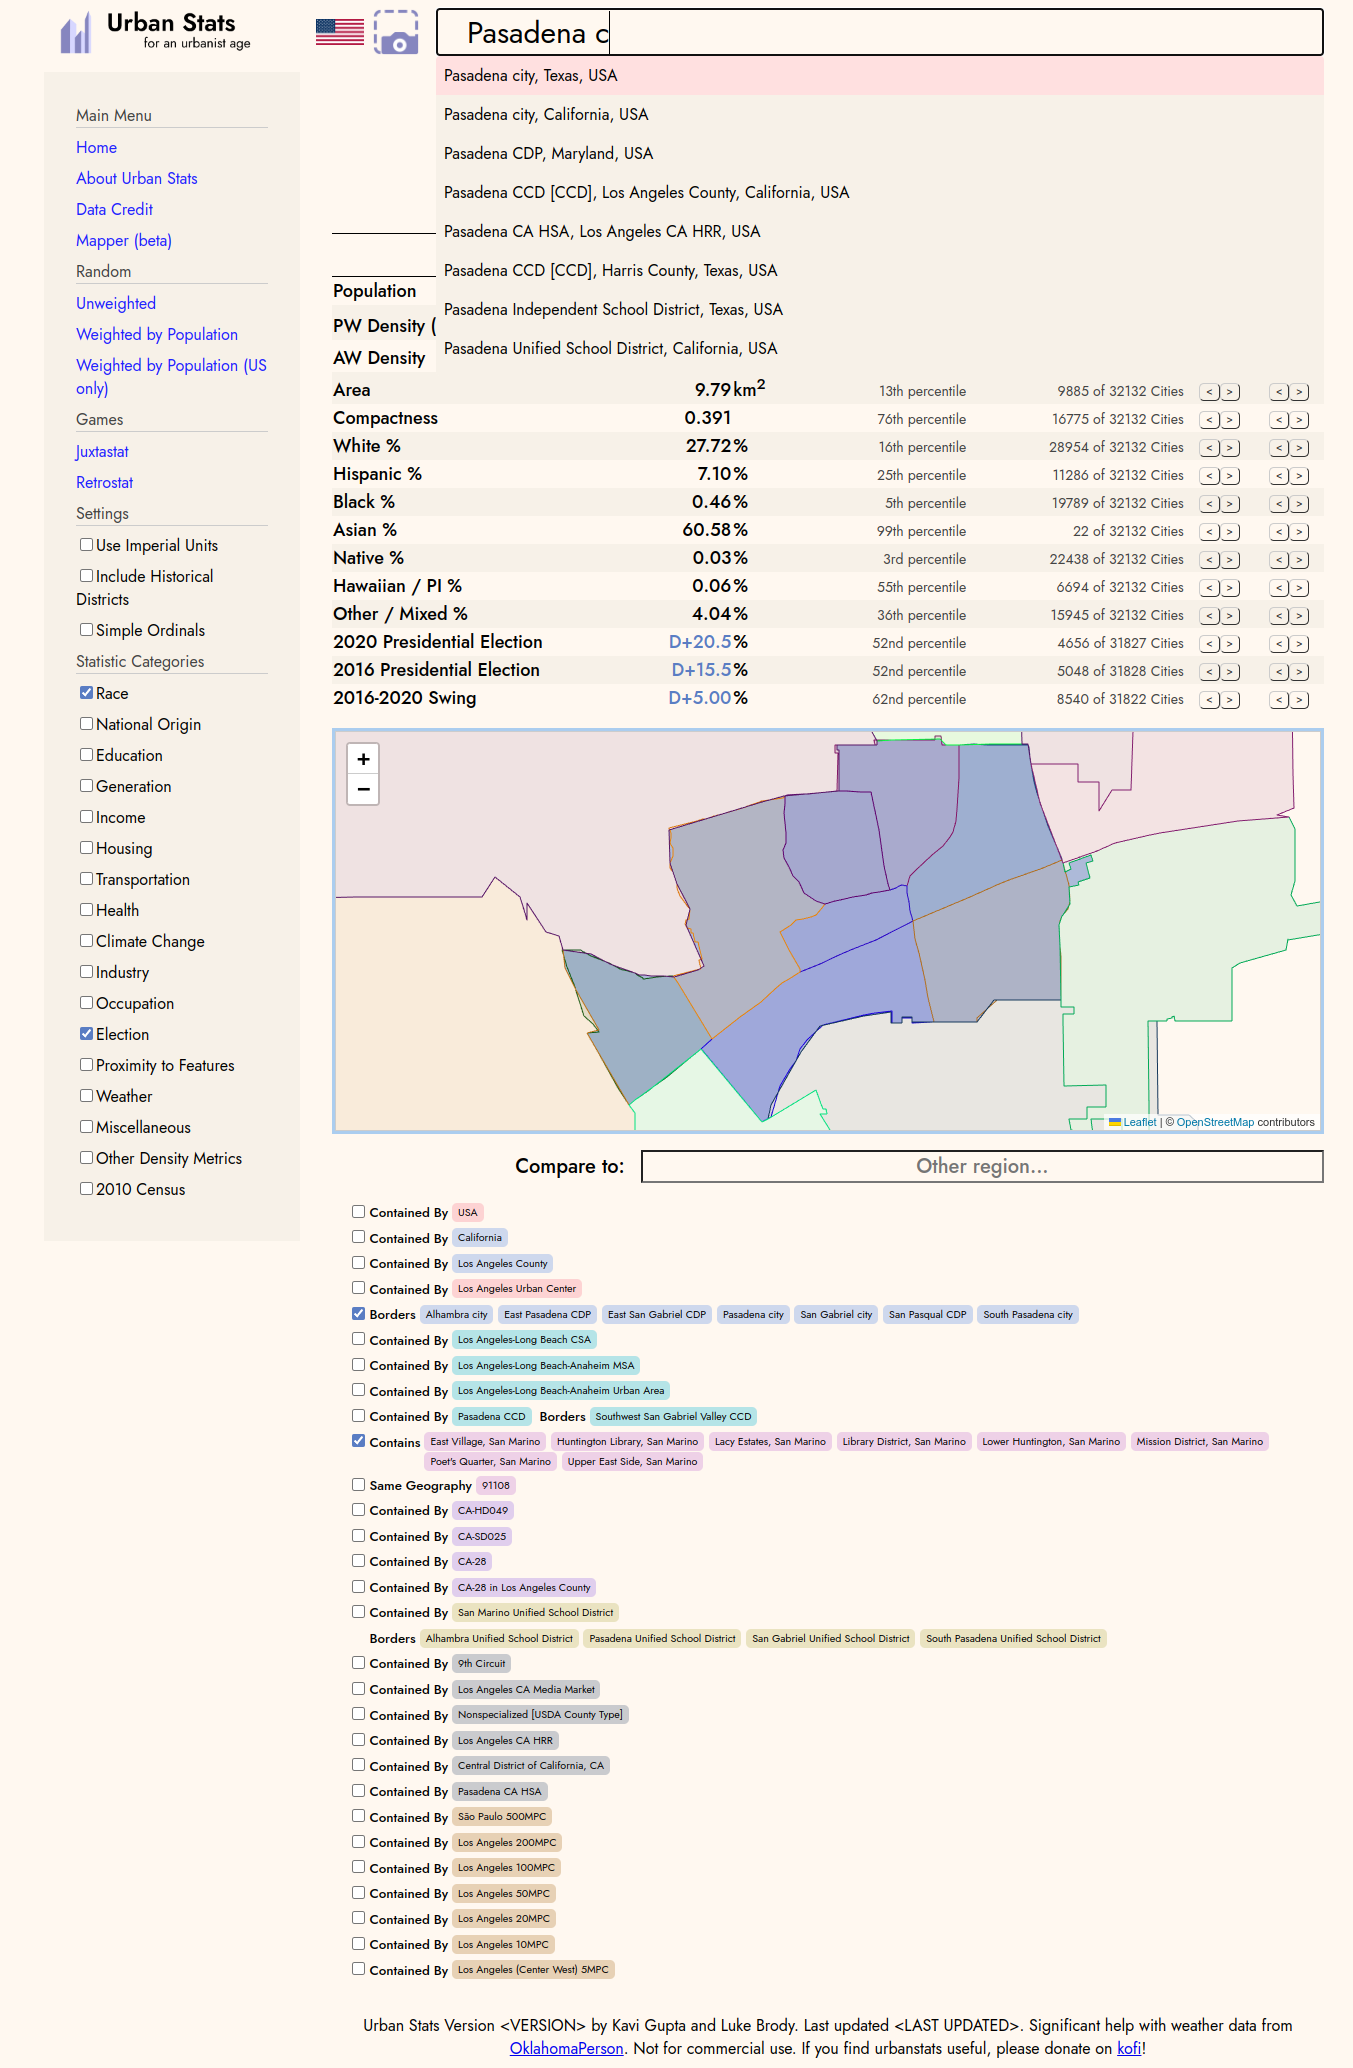 Urban Stats
for an urbanist age
Pasadena c
Pasadena city, Texas, USA
Pasadena city, California, USA
Pasadena CDP, Maryland, USA
Pasadena CCD [CCD], Los Angeles County, California, USA
Pasadena CA HSA, Los Angeles CA HRR, USA
Pasadena CCD [CCD], Harris County, Texas, USA
Pasadena Independent School District, Texas, USA
Pasadena Unified School District, California, USA
Main Menu
Home
About Urban Stats
Data Credit
Mapper (beta)
Random
Unweighted
Weighted by Population
Weighted by Population (US
only)
Games
Juxtastat
Retrostat
Settings
Use Imperial Units
Include Historical
Districts
Simple Ordinals
Statistic Categories
Race
National Origin
Education
Generation
Income
Housing
Transportation
Health
Climate Change
Industry
Occupation
Election
Proximity to Features
Weather
Miscellaneous
Other Density Metrics
2010 Census
Population
PW Density (
AW Density
Area 9.79 km² 13th percentile 9885 of 32132 Cities < > < >
Compactness 0.391 76th percentile 16775 of 32132 Cities < > < >
White % 27.72% 16th percentile 28954 of 32132 Cities < > < >
Hispanic % 7.10% 25th percentile 11286 of 32132 Cities < > < >
Black % 0.46% 5th percentile 19789 of 32132 Cities < > < >
Asian % 60.58% 99th percentile 22 of 32132 Cities < > < >
Native % 0.03% 3rd percentile 22438 of 32132 Cities < > < >
Hawaiian / PI % 0.06% 55th percentile 6694 of 32132 Cities < > < >
Other / Mixed % 4.04% 36th percentile 15945 of 32132 Cities < > < >
2020 Presidential Election D+20.5% 52nd percentile 4656 of 31827 Cities < > < >
2016 Presidential Election D+15.5% 52nd percentile 5048 of 31828 Cities < > < >
2016-2020 Swing D+5.00% 62nd percentile 8540 of 31822 Cities < > < >
+
−
Leaflet | © OpenStreetMap contributors
Compare to: Other region...
Contained By USA
Contained By California
Contained By Los Angeles County
Contained By Los Angeles Urban Center
Borders Alhambra city East Pasadena CDP East San Gabriel CDP Pasadena city San Gabriel city San Pasqual CDP South Pasadena city
Contained By Los Angeles-Long Beach CSA
Contained By Los Angeles-Long Beach-Anaheim MSA
Contained By Los Angeles-Long Beach-Anaheim Urban Area
Contained By Pasadena CCD Borders Southwest San Gabriel Valley CCD
Contains East Village, San Marino Huntington Library, San Marino Lacy Estates, San Marino Library District, San Marino Lower Huntington, San Marino Mission District, San Marino
Poet's Quarter, San Marino Upper East Side, San Marino
Same Geography 91108
Contained By CA-HD049
Contained By CA-SD025
Contained By CA-28
Contained By CA-28 in Los Angeles County
Contained By San Marino Unified School District
Borders Alhambra Unified School District Pasadena Unified School District San Gabriel Unified School District South Pasadena Unified School District
Contained By 9th Circuit
Contained By Los Angeles CA Media Market
Contained By Nonspecialized [USDA County Type]
Contained By Los Angeles CA HRR
Contained By Central District of California, CA
Contained By Pasadena CA HSA
Contained By São Paulo 500MPC
Contained By Los Angeles 200MPC
Contained By Los Angeles 100MPC
Contained By Los Angeles 50MPC
Contained By Los Angeles 20MPC
Contained By Los Angeles 10MPC
Contained By Los Angeles (Center West) 5MPC
Urban Stats Version <VERSION> by Kavi Gupta and Luke Brody. Last updated <LAST UPDATED>. Significant help with weather data from
OklahomaPerson. Not for commercial use. If you find urbanstats useful, please donate on kofi!